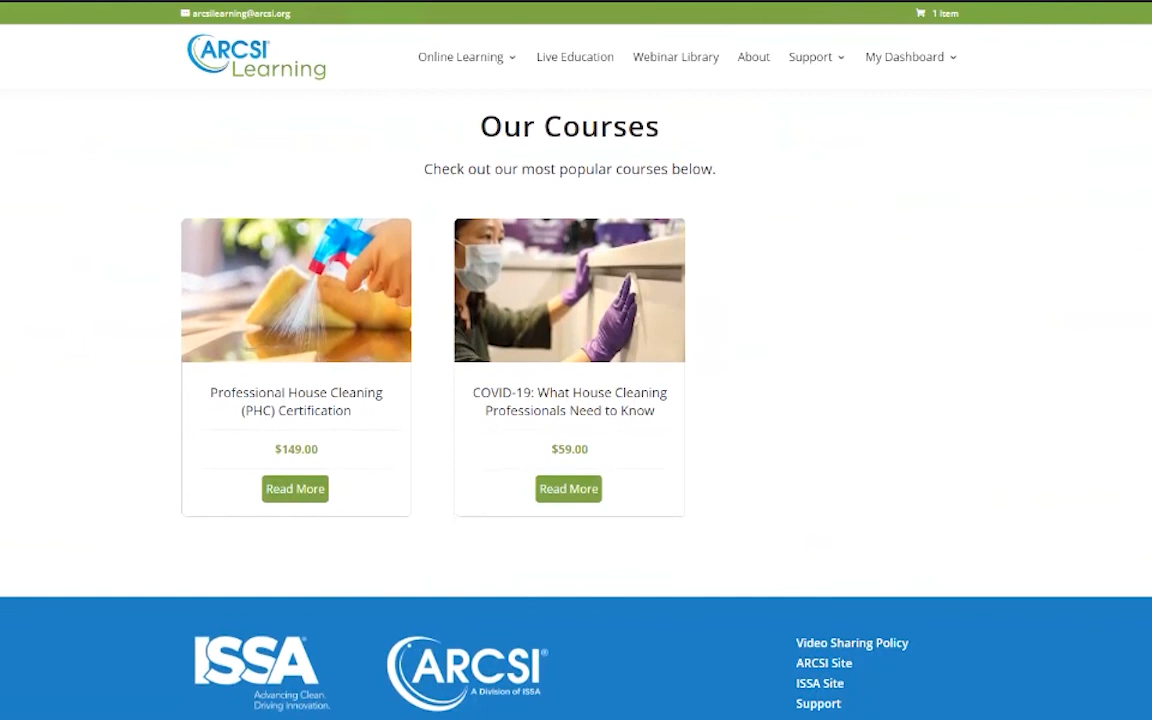 arcsilearning@arcsi.org
1 Item
ARCSI
Learning
Online Learning
Live Education
Webinar Library
About
Support
My Dashboard
Our Courses
Check out our most popular courses below.
Professional House Cleaning
(PHC) Certification
$149.00
Read More
COVID-19: What House Cleaning
Professionals Need to Know
$59.00
Read More
ISSA
Advancing Clean.
Driving Innovation.
ARCSI®
A Division of ISSA
Video Sharing Policy
ARCSI Site
ISSA Site
Support